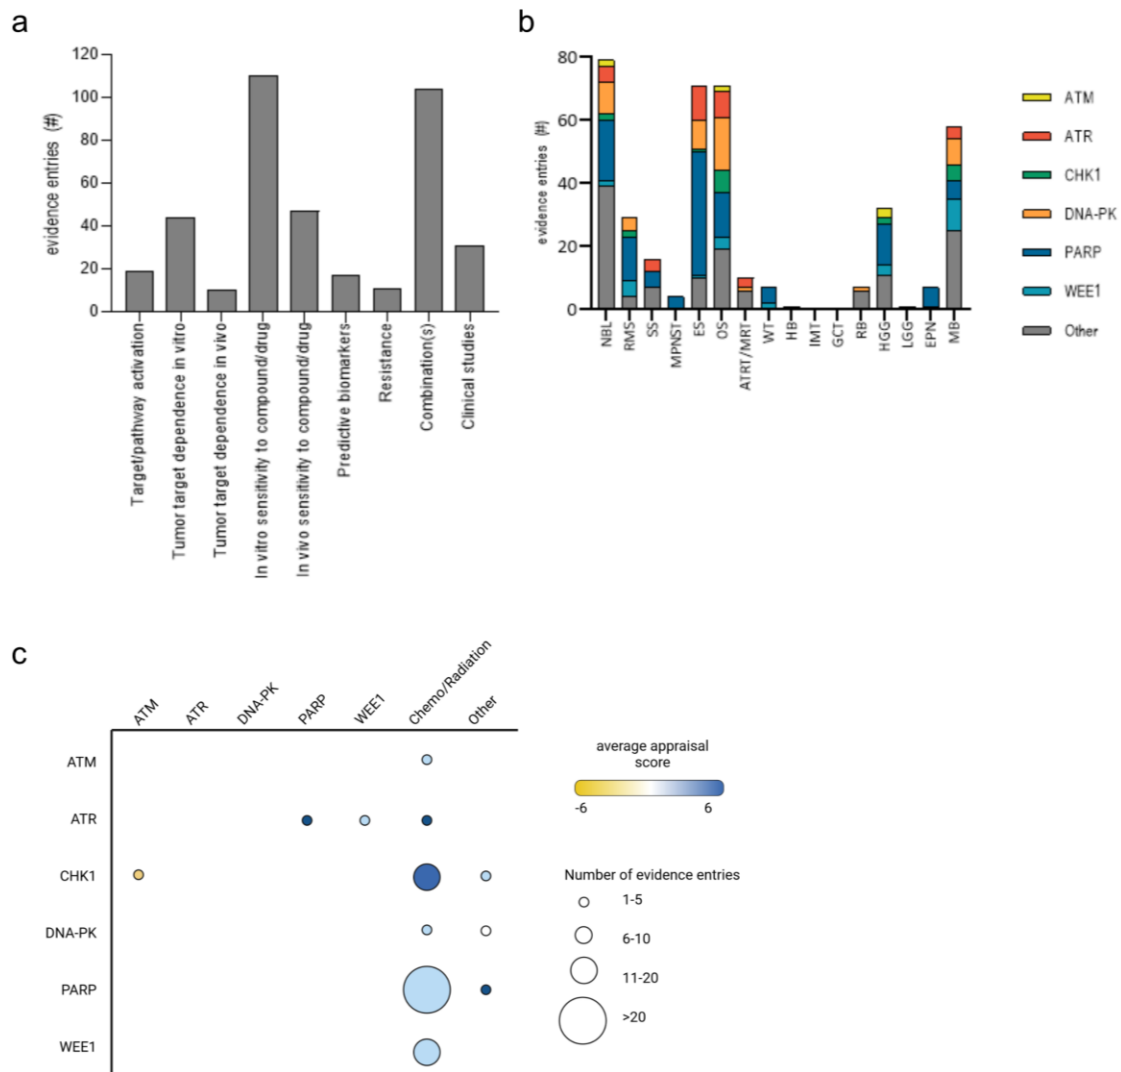 a
120
100
80
60
40
20
0
evidence entries (#)
Target/pathway activation
Tumor target dependence in vitro
Tumor target dependence in vivo
In vitro sensitivity to compound/drug
In vivo sensitivity to compound/drug
Predictive biomarkers
Resistance
Combination(s)
Clinical studies
b
80
60
40
20
0
evidence entries (#)
NBL
RMS
SS
MPNST
ES
OS
ATRT/MRT
WT
HB
IMT
GCT
RB
HGG
LGG
EPN
MB
ATM
ATR
CHK1
DNA-PK
PARP
WEE1
Other
c
ATM
ATR
DNA-PK
PARP
WEE1
Chemo/Radiation
Other
ATM
ATR
CHK1
DNA-PK
PARP
WEE1
average appraisal
score
-6 6
Number of evidence entries
1-5
6-10
11-20
>20